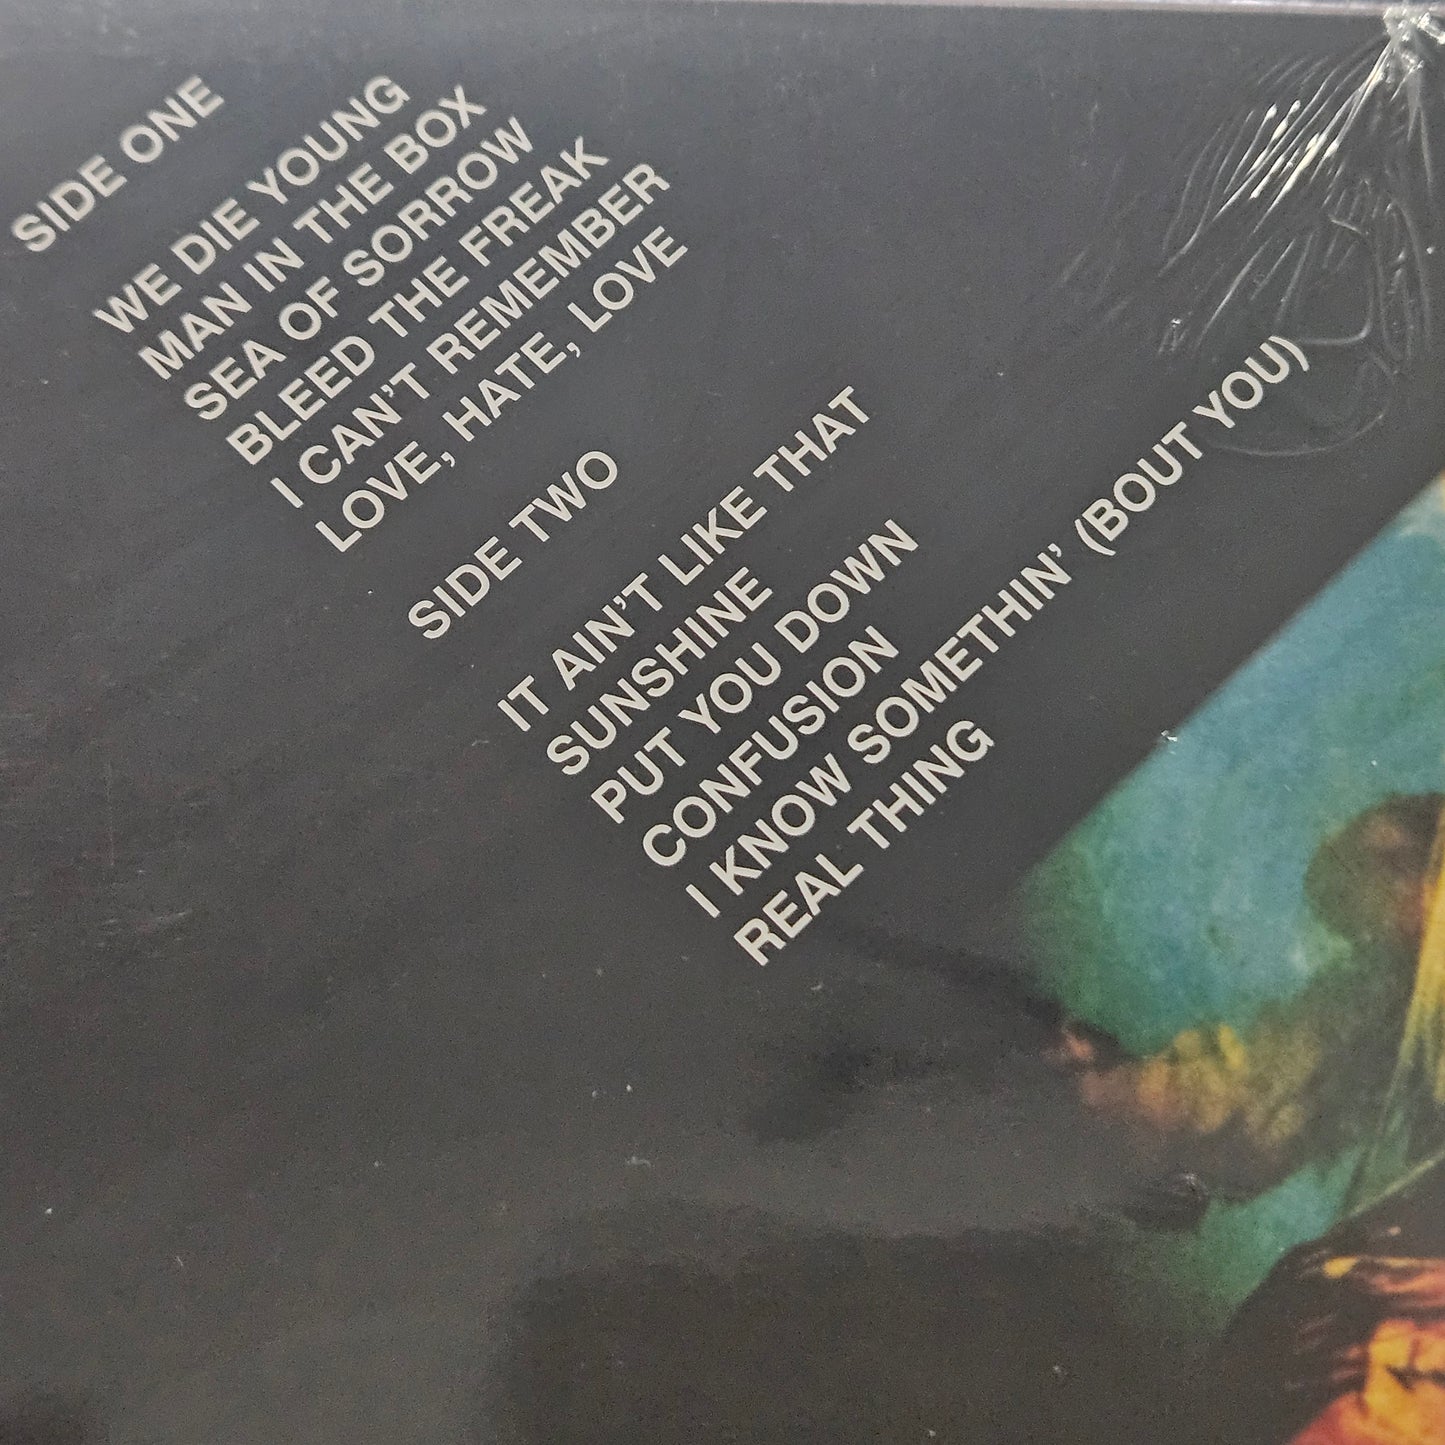 SIDE ONE
WE DIE YOUNG
MAN IN THE BOX
SEA OF SORROW
BLEED THE FREAK
I CAN'T REMEMBER
LOVE, HATE, LOVE
SIDE TWO
IT AIN'T LIKE THAT
SUNSHINE
PUT YOU DOWN
CONFUSION
I KNOW SOMETHIN' (BOUT YOU)
REAL THING